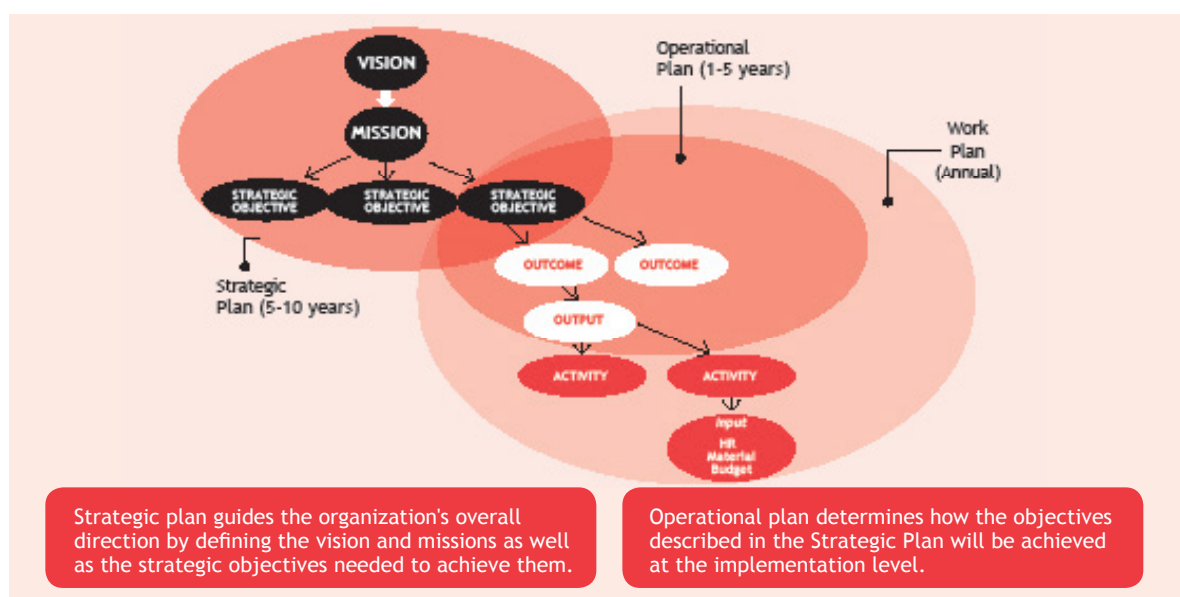 VISION
Operational
Plan (1-5 years)
MISSION
Work
Plan
(Annual)
STRATEGIC
OBJECTIVE
STRATEGIC
OBJECTIVE
STRATEGIC
OBJECTIVE
OUTCOME
OUTCOME
Strategic
Plan (5-10 years)
OUTPUT
ACTIVITY
ACTIVITY
Input
HR
Material
Budget
Strategic plan guides the organization's overall
direction by defining the vision and missions as well
as the strategic objectives needed to achieve them.
Operational plan determines how the objectives
described in the Strategic Plan will be achieved
at the implementation level.